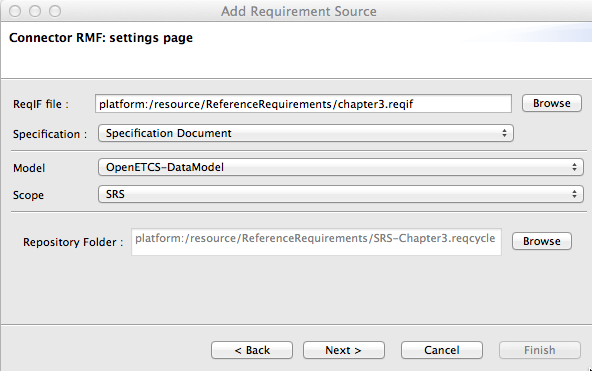 Add Requirement Source
Connector RMF: settings page
ReqIF file : platform:/resource/ReferenceRequirements/chapter3.reqif Browse
Specification : Specification Document
Model OpenETCS-DataModel
Scope SRS
Repository Folder : platform:/resource/ReferenceRequirements/SRS-Chapter3.reqcycle Browse
< Back Next > Cancel Finish